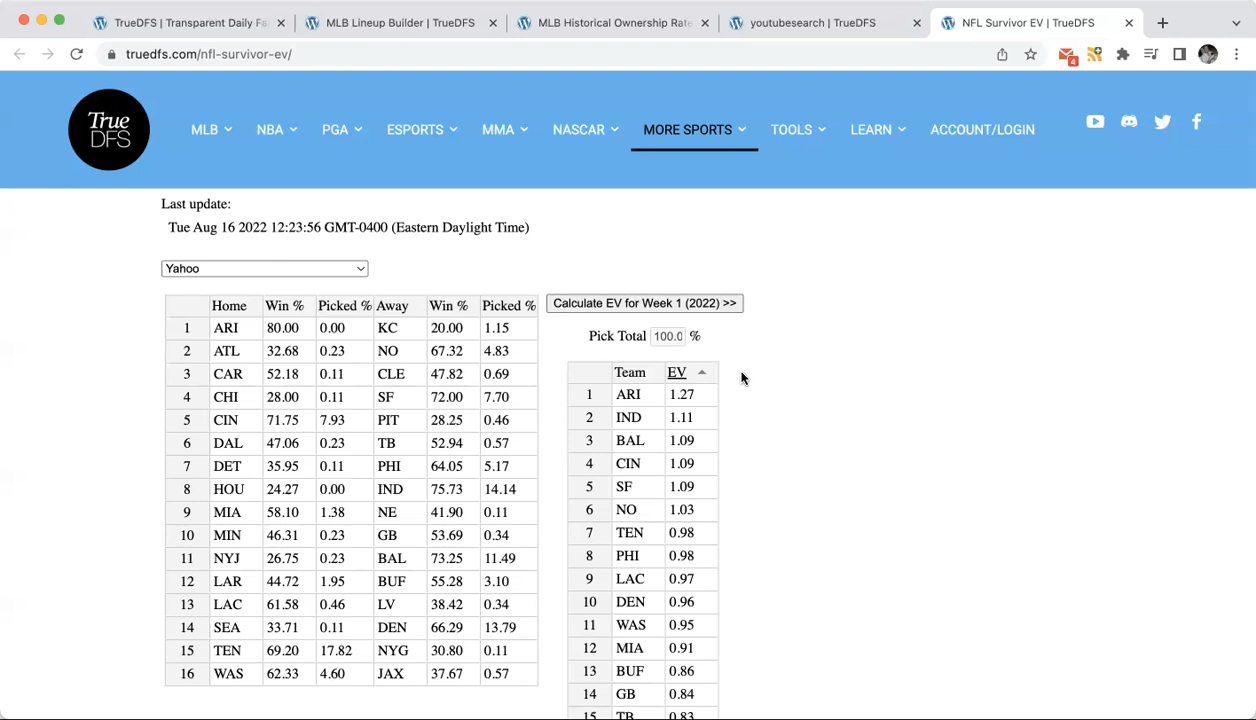 TrueDFS | Transparent Daily Fa
MLB Lineup Builder | TrueDFS
MLB Historical Ownership Rate
youtubesearch | TrueDFS
NFL Survivor EV | TrueDFS
truedfs.com/nfl-survivor-ev/
4
True
DFS
MLB
NBA
PGA
ESPORTS
MMA
NASCAR
MORE SPORTS
TOOLS
LEARN
ACCOUNT/LOGIN
Last update:
Tue Aug 16 2022 12:23:56 GMT-0400 (Eastern Daylight Time)
Yahoo
Home Win % Picked % Away Win % Picked %
1 ARI 80.00 0.00 KC 20.00 1.15
2 ATL 32.68 0.23 NO 67.32 4.83
3 CAR 52.18 0.11 CLE 47.82 0.69
4 CHI 28.00 0.11 SF 72.00 7.70
5 CIN 71.75 7.93 PIT 28.25 0.46
6 DAL 47.06 0.23 TB 52.94 0.57
7 DET 35.95 0.11 PHI 64.05 5.17
8 HOU 24.27 0.00 IND 75.73 14.14
9 MIA 58.10 1.38 NE 41.90 0.11
10 MIN 46.31 0.23 GB 53.69 0.34
11 NYJ 26.75 0.23 BAL 73.25 11.49
12 LAR 44.72 1.95 BUF 55.28 3.10
13 LAC 61.58 0.46 LV 38.42 0.34
14 SEA 33.71 0.11 DEN 66.29 13.79
15 TEN 69.20 17.82 NYG 30.80 0.11
16 WAS 62.33 4.60 JAX 37.67 0.57
Calculate EV for Week 1 (2022) >>
Pick Total 100.0 %
Team EV
1 ARI 1.27
2 IND 1.11
3 BAL 1.09
4 CIN 1.09
5 SF 1.09
6 NO 1.03
7 TEN 0.98
8 PHI 0.98
9 LAC 0.97
10 DEN 0.96
11 WAS 0.95
12 MIA 0.91
13 BUF 0.86
14 GB 0.84
15 TB 0.83